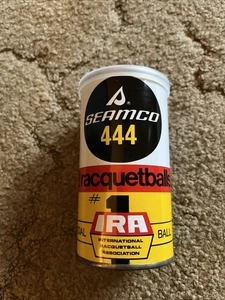 SEAMCO
444
racquetballs
#1
IRA
INTERNATIONAL
RACQUETBALL
ASSOCIATION
BALL